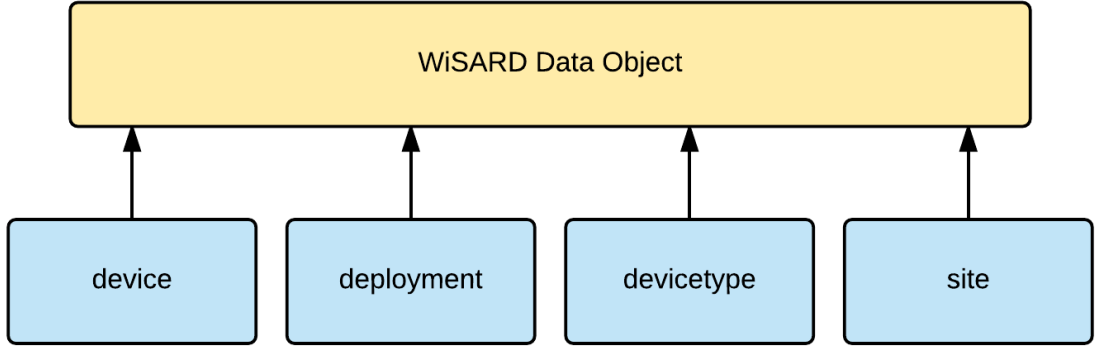 WiSARD Data Object
device
deployment
devicetype
site